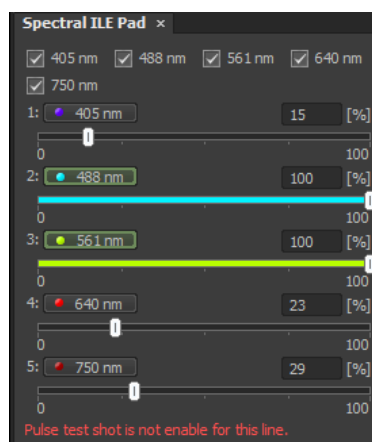 Spectral ILE Pad ×
405 nm 488 nm 561 nm 640 nm
750 nm
1: 405 nm 15 [%]
0 100
2: 488 nm 100 [%]
0 100
3: 561 nm 100 [%]
0 100
4: 640 nm 23 [%]
0 100
5: 750 nm 29 [%]
0 100
Pulse test shot is not enable for this line.